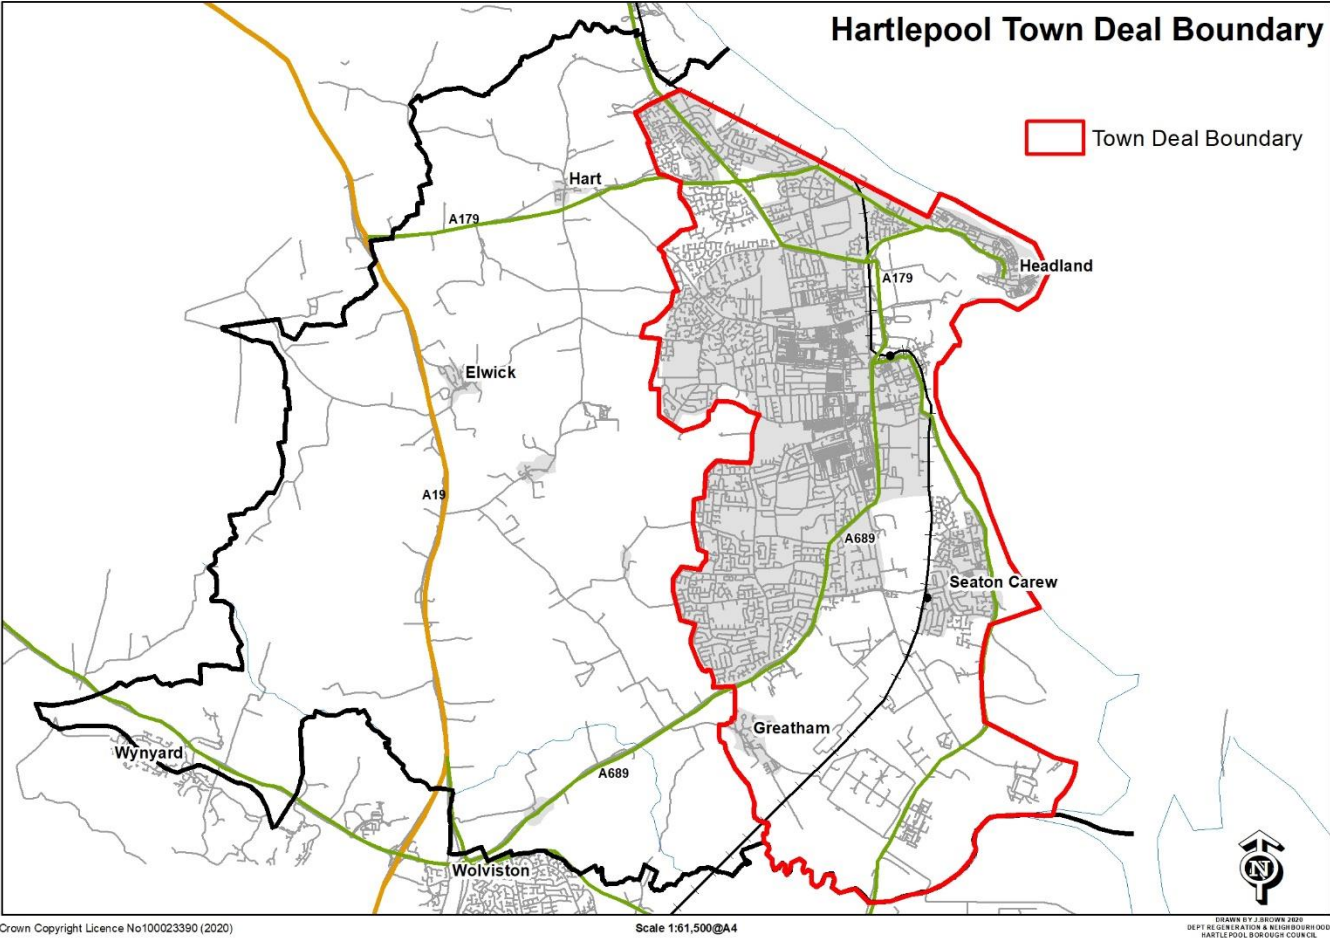 Hartlepool Town Deal Boundary
Town Deal Boundary
Hart
A179
Headland
A179
Elwick
A19
A689
Seaton Carew
Greatham
Wynyard
A689
Wolviston
N
Crown Copyright Licence No100023390 (2020)
Scale 1:61,500@A4
DRAWN BY J.BROWN 2020
DEPT REGENERATION & NEIGHBOURHOOD
HARTLEPOOL BOROUGH COUNCIL